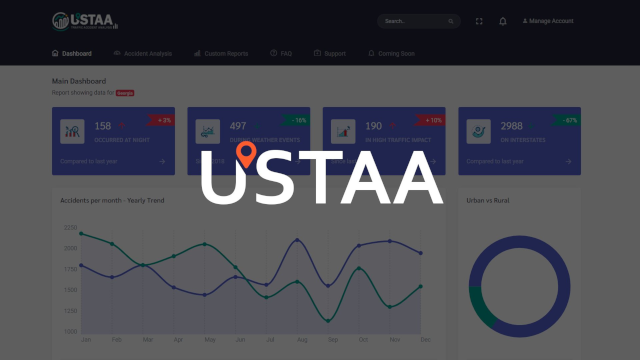 USTAA
Search..
Manage Account
Dashboard
Accident Analysis
Custom Reports
FAQ
Support
Coming Soon
Main Dashboard
Report showing data for Georgia
158
+ 3%
OCCURRED AT NIGHT
Compared to last year
497
- 16%
DURING WEATHER EVENTS
190
+ 10%
IN HIGH TRAFFIC IMPACT
2988
- 67%
ON INTERSTATES
Compared to last year
USTAA
Accidents per month - Yearly Trend
Urban vs Rural
2250
2000
1750
1500
1250
1000
Jan
Feb
Mar
Apr
May
Jun
Jul
Aug
Sep
Oct
Nov
Dec